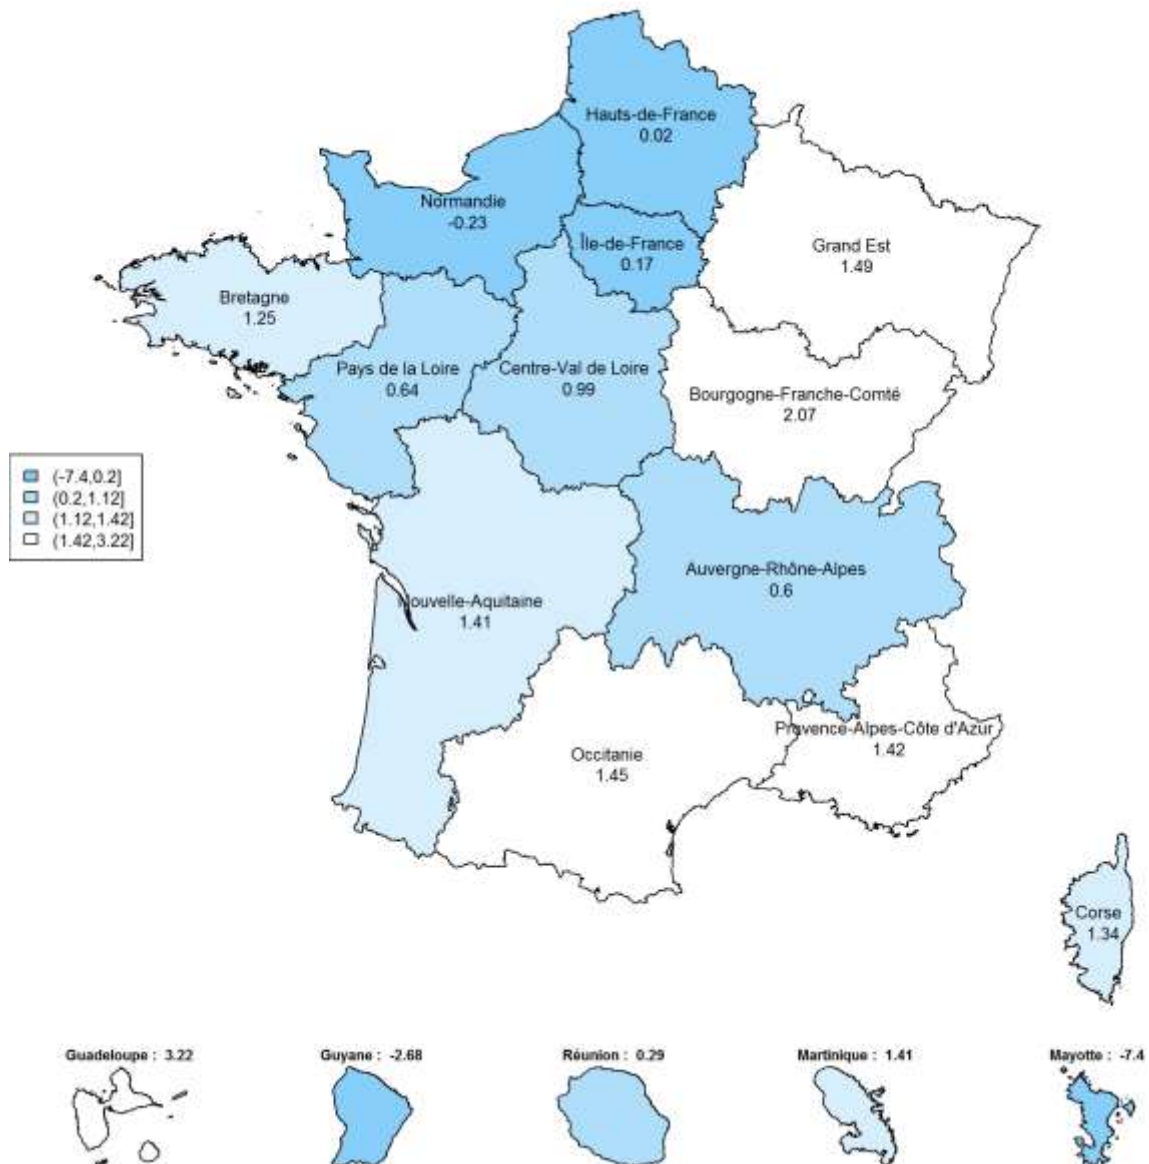 Hauts-de-France
0.02
Normandie
-0.23
Île-de-France
0.17
Grand Est
1.49
Bretagne
1.25
Pays de la Loire
0.64
Centre-Val de Loire
0.99
Bourgogne-Franche-Comté
2.07
(-7.4,0.2]
(0.2,1.12]
(1.12,1.42]
(1.42,3.22]
Auvergne-Rhône-Alpes
0.6
Nouvelle-Aquitaine
1.41
Provence-Alpes-Côte d'Azur
1.42
Occitanie
1.45
Corse
1.34
Guadeloupe : 3.22
Guyane : -2.68
Réunion : 0.29
Martinique : 1.41
Mayotte : -7.4